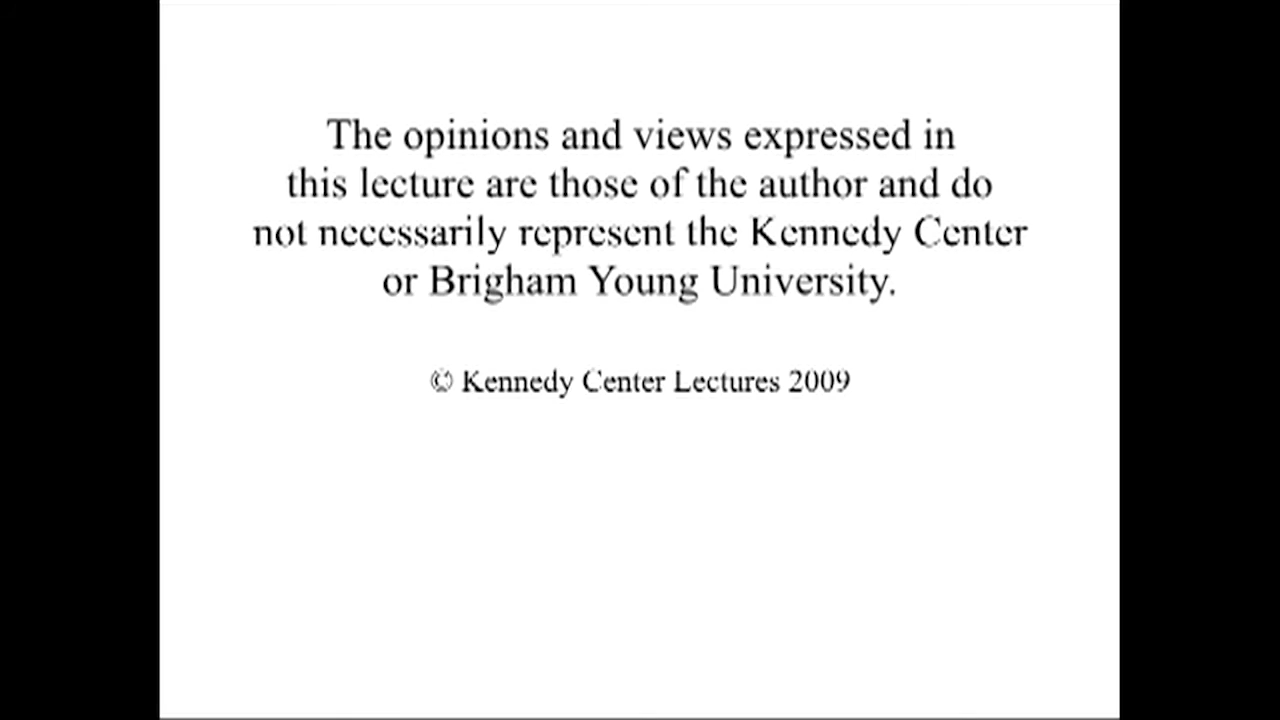 The opinions and views expressed in
this lecture are those of the author and do
not necessarily represent the Kennedy Center
or Brigham Young University.
© Kennedy Center Lectures 2009